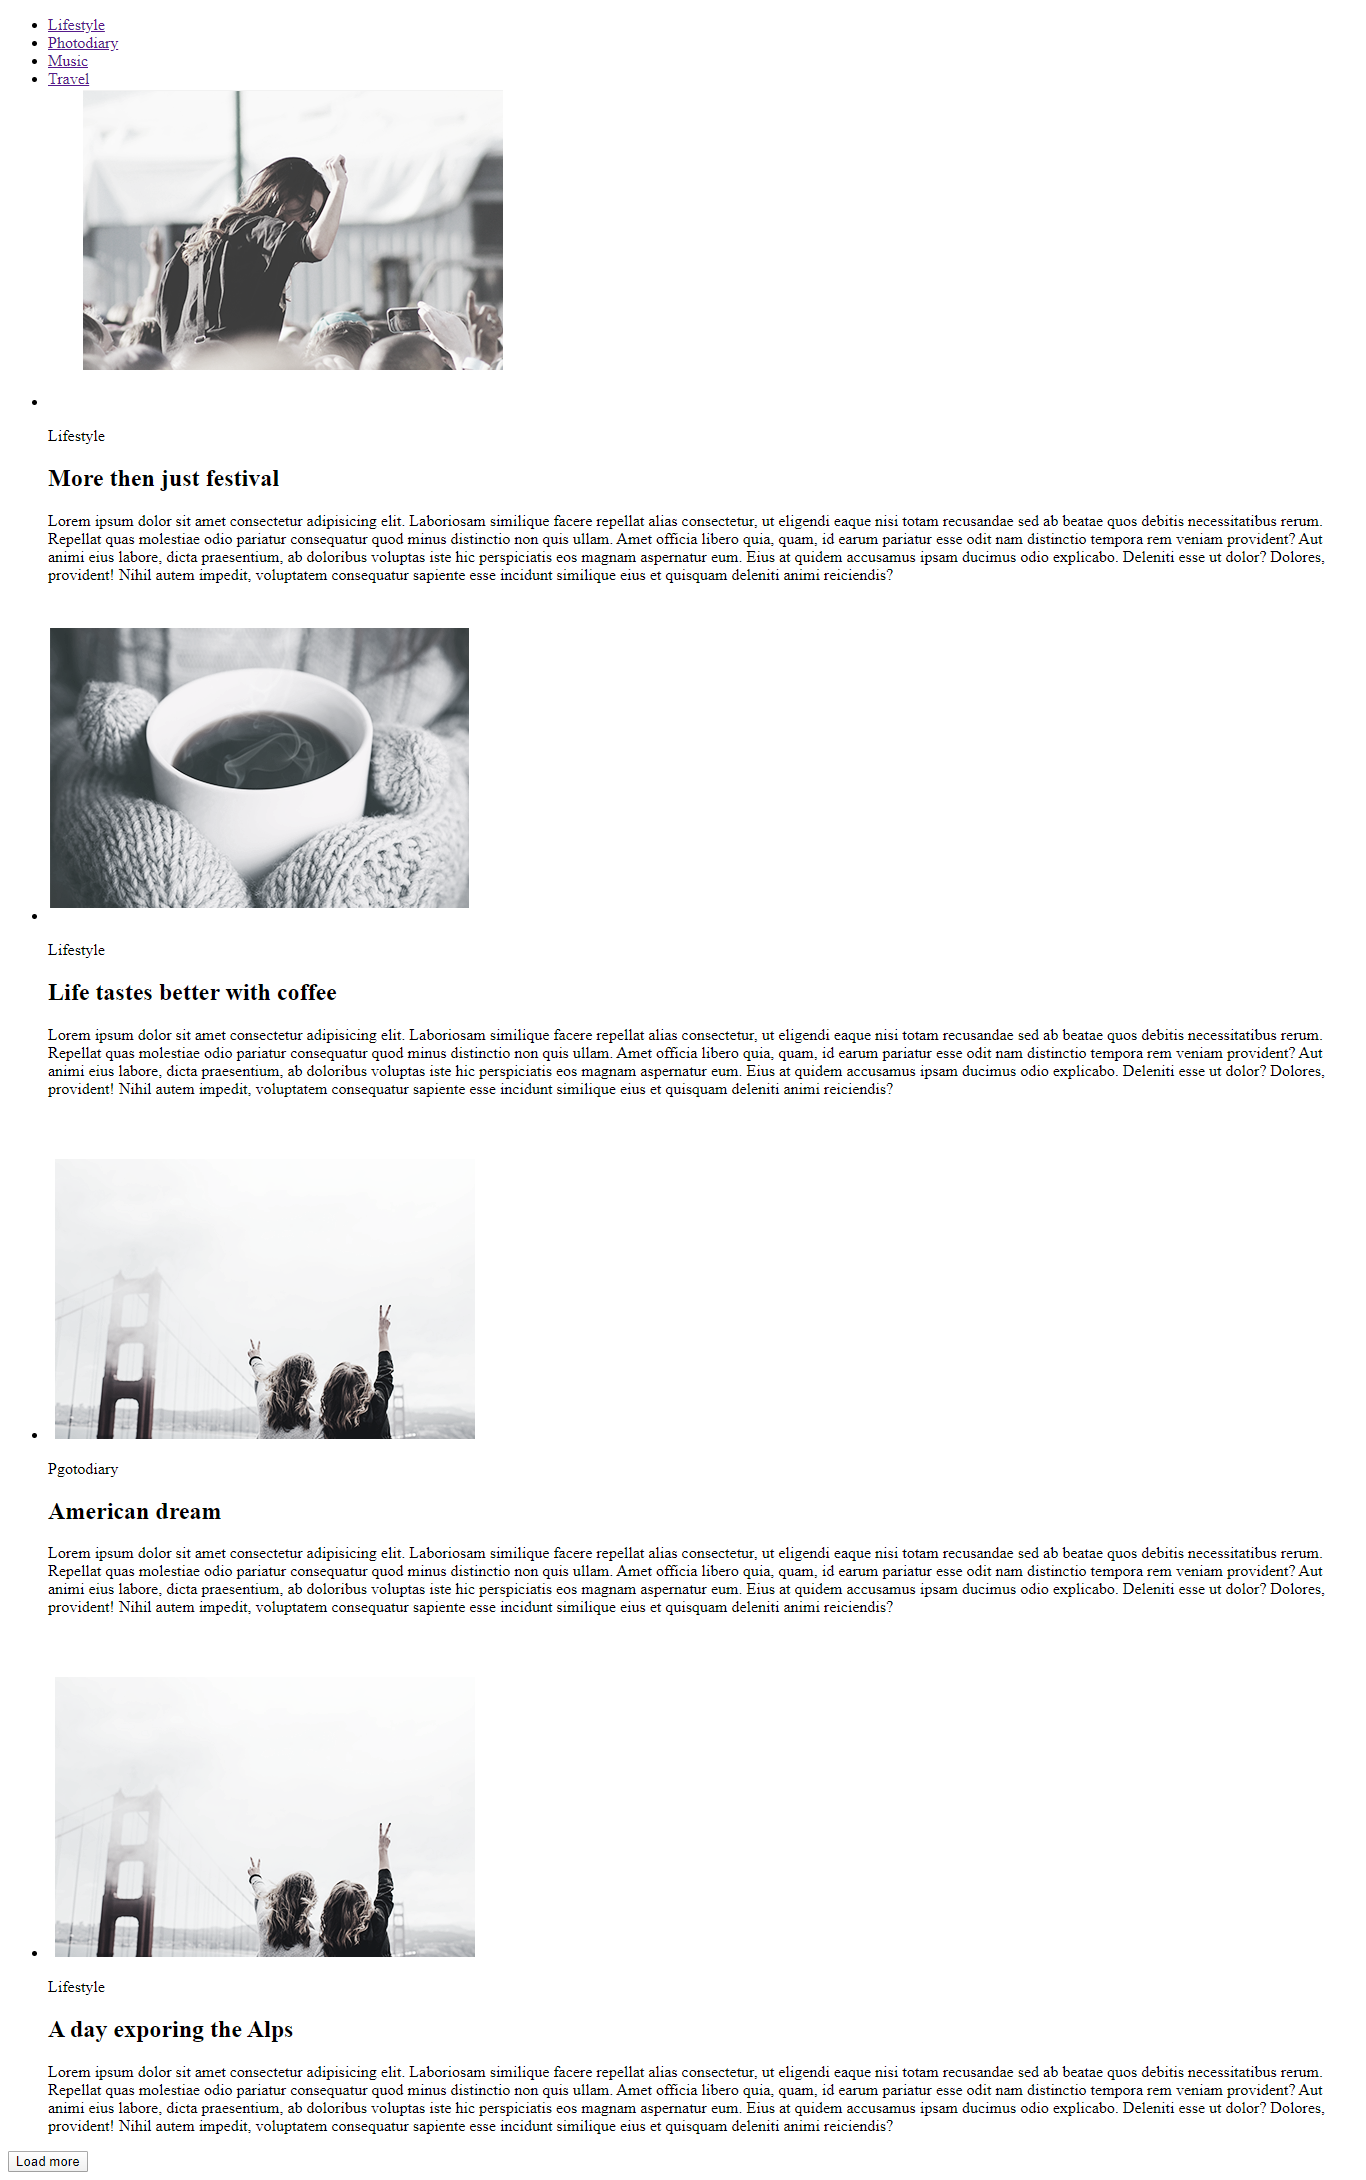 Lifestyle
Photodiary
Music
Travel
Lifestyle
More then just festival
Lorem ipsum dolor sit amet consectetur adipisicing elit. Laboriosam similique facere repellat alias consectetur, ut eligendi eaque nisi totam recusandae sed ab beatae quos debitis necessitatibus rerum.
Repellat quas molestiae odio pariatur consequatur quod minus distinctio non quis ullam. Amet officia libero quia, quam, id earum pariatur esse odit nam distinctio tempora rem veniam provident? Aut
animi eius labore, dicta praesentium, ab doloribus voluptas iste hic perspiciatis eos magnam aspernatur eum. Eius at quidem accusamus ipsam ducimus odio explicabo. Deleniti esse ut dolor? Dolores,
provident! Nihil autem impedit, voluptatem consequatur sapiente esse incidunt similique eius et quisquam deleniti animi reiciendis?
Lifestyle
Life tastes better with coffee
Lorem ipsum dolor sit amet consectetur adipisicing elit. Laboriosam similique facere repellat alias consectetur, ut eligendi eaque nisi totam recusandae sed ab beatae quos debitis necessitatibus rerum.
Repellat quas molestiae odio pariatur consequatur quod minus distinctio non quis ullam. Amet officia libero quia, quam, id earum pariatur esse odit nam distinctio tempora rem veniam provident? Aut
animi eius labore, dicta praesentium, ab doloribus voluptas iste hic perspiciatis eos magnam aspernatur eum. Eius at quidem accusamus ipsam ducimus odio explicabo. Deleniti esse ut dolor? Dolores,
provident! Nihil autem impedit, voluptatem consequatur sapiente esse incidunt similique eius et quisquam deleniti animi reiciendis?
Pgotodiary
American dream
Lorem ipsum dolor sit amet consectetur adipisicing elit. Laboriosam similique facere repellat alias consectetur, ut eligendi eaque nisi totam recusandae sed ab beatae quos debitis necessitatibus rerum.
Repellat quas molestiae odio pariatur consequatur quod minus distinctio non quis ullam. Amet officia libero quia, quam, id earum pariatur esse odit nam distinctio tempora rem veniam provident? Aut
animi eius labore, dicta praesentium, ab doloribus voluptas iste hic perspiciatis eos magnam aspernatur eum. Eius at quidem accusamus ipsam ducimus odio explicabo. Deleniti esse ut dolor? Dolores,
provident! Nihil autem impedit, voluptatem consequatur sapiente esse incidunt similique eius et quisquam deleniti animi reiciendis?
Lifestyle
A day exporing the Alps
Lorem ipsum dolor sit amet consectetur adipisicing elit. Laboriosam similique facere repellat alias consectetur, ut eligendi eaque nisi totam recusandae sed ab beatae quos debitis necessitatibus rerum.
Repellat quas molestiae odio pariatur consequatur quod minus distinctio non quis ullam. Amet officia libero quia, quam, id earum pariatur esse odit nam distinctio tempora rem veniam provident? Aut
animi eius labore, dicta praesentium, ab doloribus voluptas iste hic perspiciatis eos magnam aspernatur eum. Eius at quidem accusamus ipsam ducimus odio explicabo. Deleniti esse ut dolor? Dolores,
provident! Nihil autem impedit, voluptatem consequatur sapiente esse incidunt similique eius et quisquam deleniti animi reiciendis?
Load more